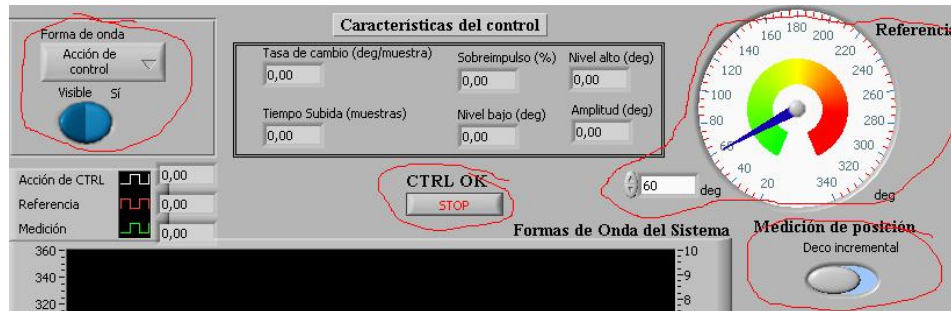 Características del control
Forma de onda
Acción de
control
Visible Sí
Tasa de cambio (deg/muestra)
0,00
Sobreimpulso (%)
0,00
Nivel alto (deg)
0,00
Tiempo Subida (muestras)
0,00
Nivel bajo (deg)
0,00
Amplitud (deg)
0,00
Referencia
20 40 60 80 100 120 140 160 180 200 220 240 260 280 300 320 340
deg
60 deg
Acción de CTRL 0,00
Referencia 0,00
Medición 0,00
CTRL OK
STOP
Formas de Onda del Sistema
Medición de posición
Deco incremental
360
340
320
10
9
8